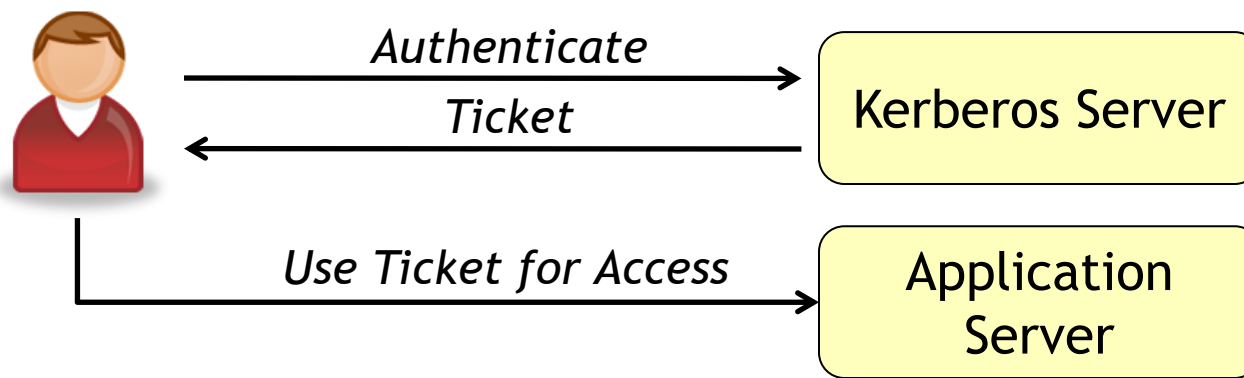 Authenticate
Ticket
Kerberos Server
Use Ticket for Access
Application
Server